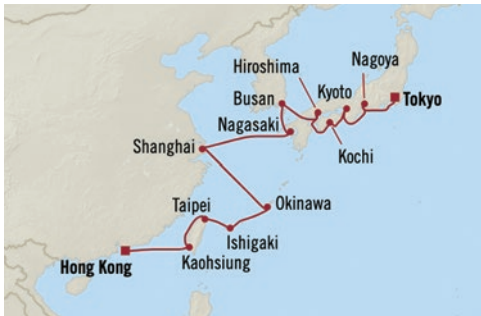 Nagoya
Hiroshima
Kyoto
Busan
Tokyo
Nagasaki
Shanghai
Kochi
Taipei
Okinawa
Ishigaki
Hong Kong
Kaohsiung